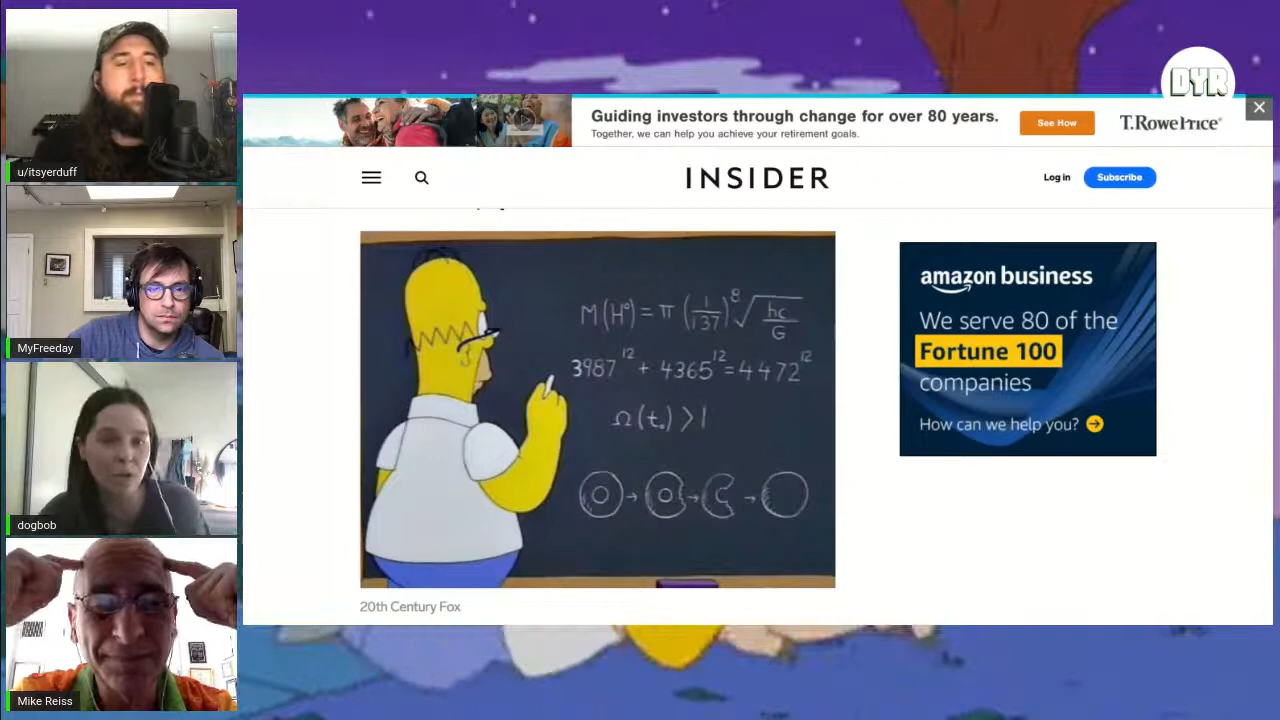 u/itsyerduff
MyFreeday
dogbob
Mike Reiss
DYR
Guiding investors through change for over 80 years.
Together, we can help you achieve your retirement goals.
See How
T.RowePrice®
INSIDER
Log in
Subscribe
M(H°) = π (1/137)⁸ √(hc/G)
3987¹² + 4365¹² = 4472¹²
Ω(t₀) > 1
20th Century Fox
amazon business
We serve 80 of the
Fortune 100
companies
How can we help you?